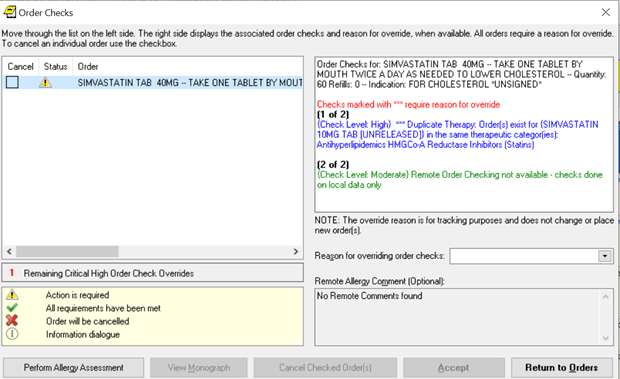 Order Checks
Move through the list on the left side. The right side displays the associated order checks and reason for override, when available. All orders require a reason for override.
To cancel an individual order use the checkbox.
Cancel Status Order
SIMVASTATIN TAB 40MG -- TAKE ONE TABLET BY MOUT
1 Remaining Critical High Order Check Overrides
Action is required
All requirements have been met
Order will be cancelled
Information dialogue
Order Checks for: SIMVASTATIN TAB 40MG -- TAKE ONE TABLET BY
MOUTH TWICE A DAY AS NEEDED TO LOWER CHOLESTEROL -- Quantity:
60 Refills: 0 -- Indication: FOR CHOLESTEROL *UNSIGNED*
Checks marked with *** require reason for override
(1 of 2)
(Check Level: High) *** Duplicate Therapy: Order(s) exist for {SIMVASTATIN
10MG TAB [UNRELEASED]} in the same therapeutic categor(ies):
Antihyperlipidemics HMGCo-A Reductase Inhibitors (Statins)
(2 of 2)
(Check Level: Moderate) Remote Order Checking not available - checks done
on local data only
NOTE: The override reason is for tracking purposes and does not change or place
new order(s).
Reason for overriding order checks:
Remote Allergy Comment (Optional):
No Remote Comments found
Perform Allergy Assessment
View Monograph
Cancel Checked Order(s)
Accept
Return to Orders